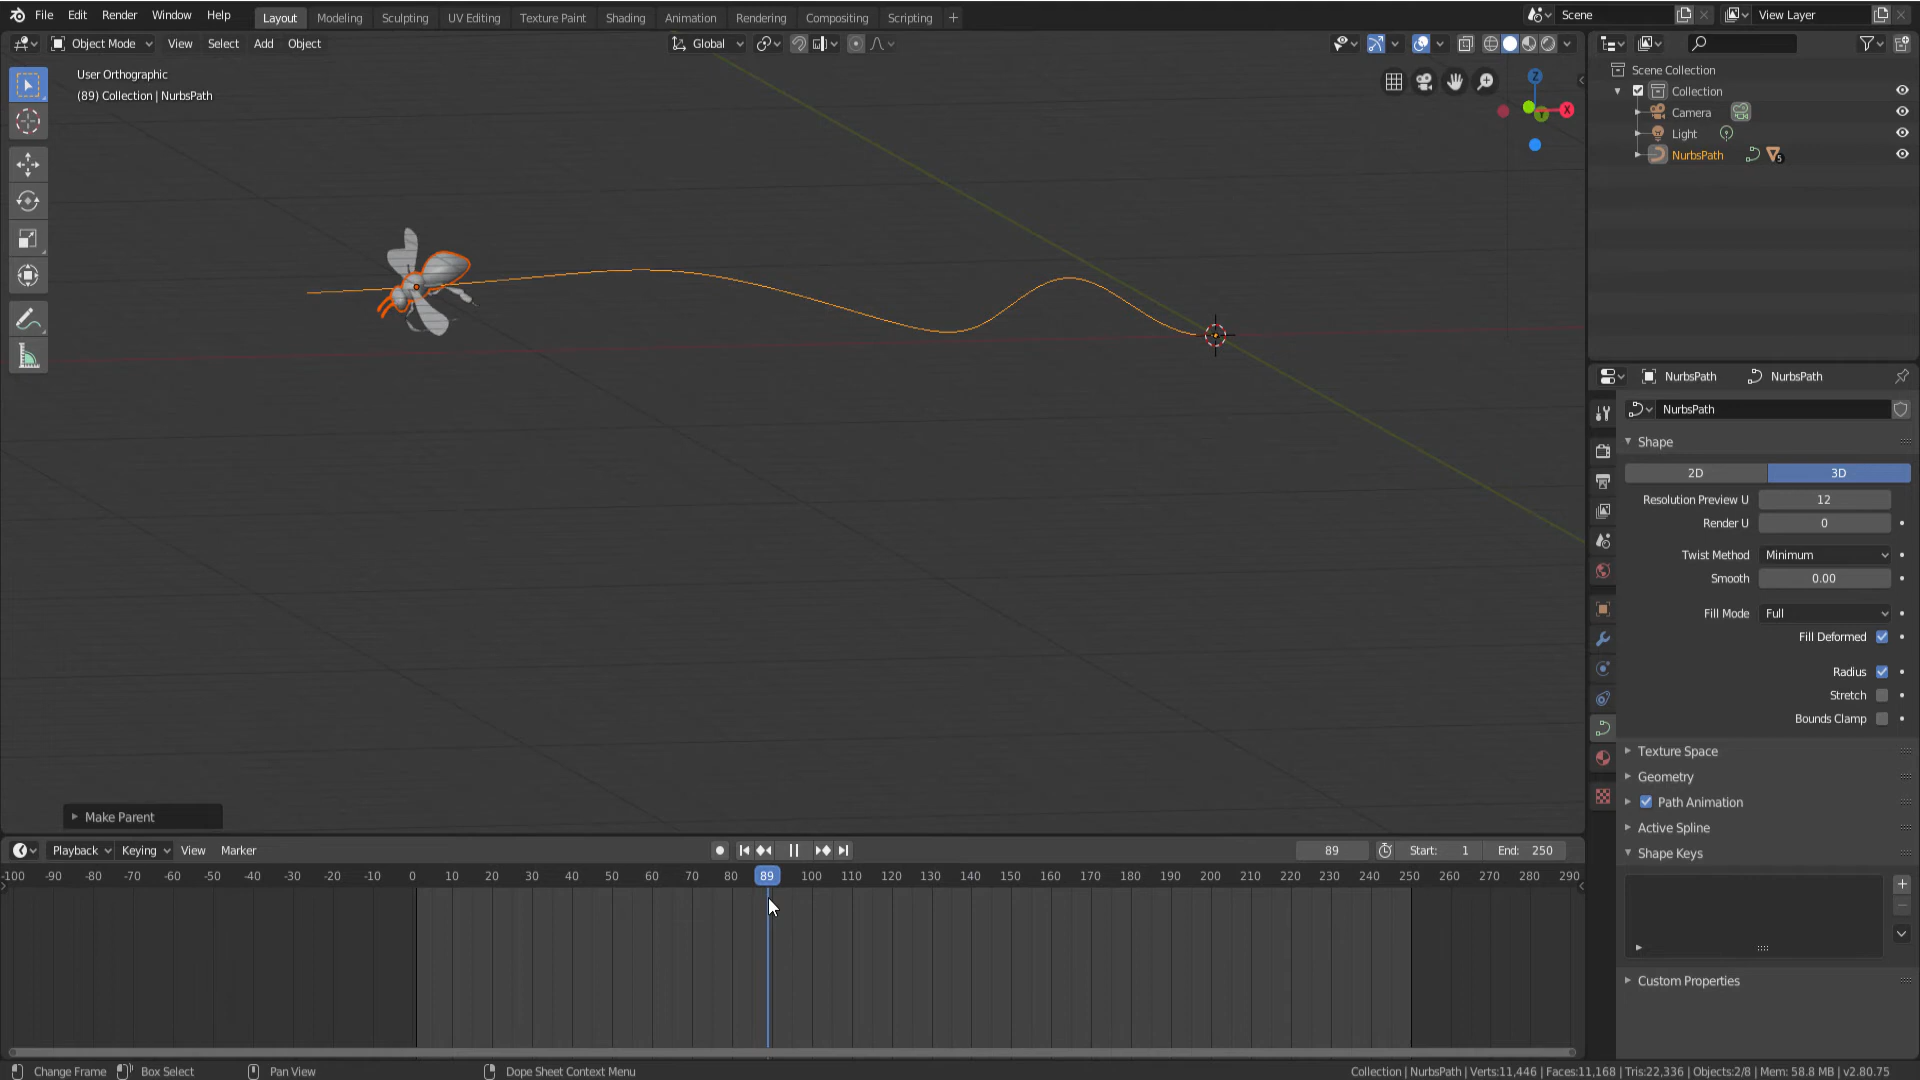 File Edit Render Window Help Layout Modeling Sculpting UV Editing Texture Paint Shading Animation Rendering Compositing Scripting + Scene View Layer
Object Mode View Select Add Object Global
User Orthographic
(89) Collection | NurbsPath
Z
X
Y
Scene Collection
Collection
Camera
Light
NurbsPath 5
NurbsPath NurbsPath
NurbsPath
Shape
2D 3D
Resolution Preview U 12
Render U 0
Twist Method Minimum
Smooth 0.00
Fill Mode Full
Fill Deformed
Radius
Stretch
Bounds Clamp
Texture Space
Geometry
Path Animation
Active Spline
Shape Keys
Custom Properties
Make Parent
Playback Keying View Marker 89 Start: 1 End: 250
-100 -90 -80 -70 -60 -50 -40 -30 -20 -10 0 10 20 30 40 50 60 70 80 89 100 110 120 130 140 150 160 170 180 190 200 210 220 230 240 250 260 270 280 290
Change Frame Box Select Pan View Dope Sheet Context Menu Collection | NurbsPath | Verts:11,446 | Faces:11,168 | Tris:22,336 | Objects:2/8 | Mem: 58.8 MB | v2.80.75